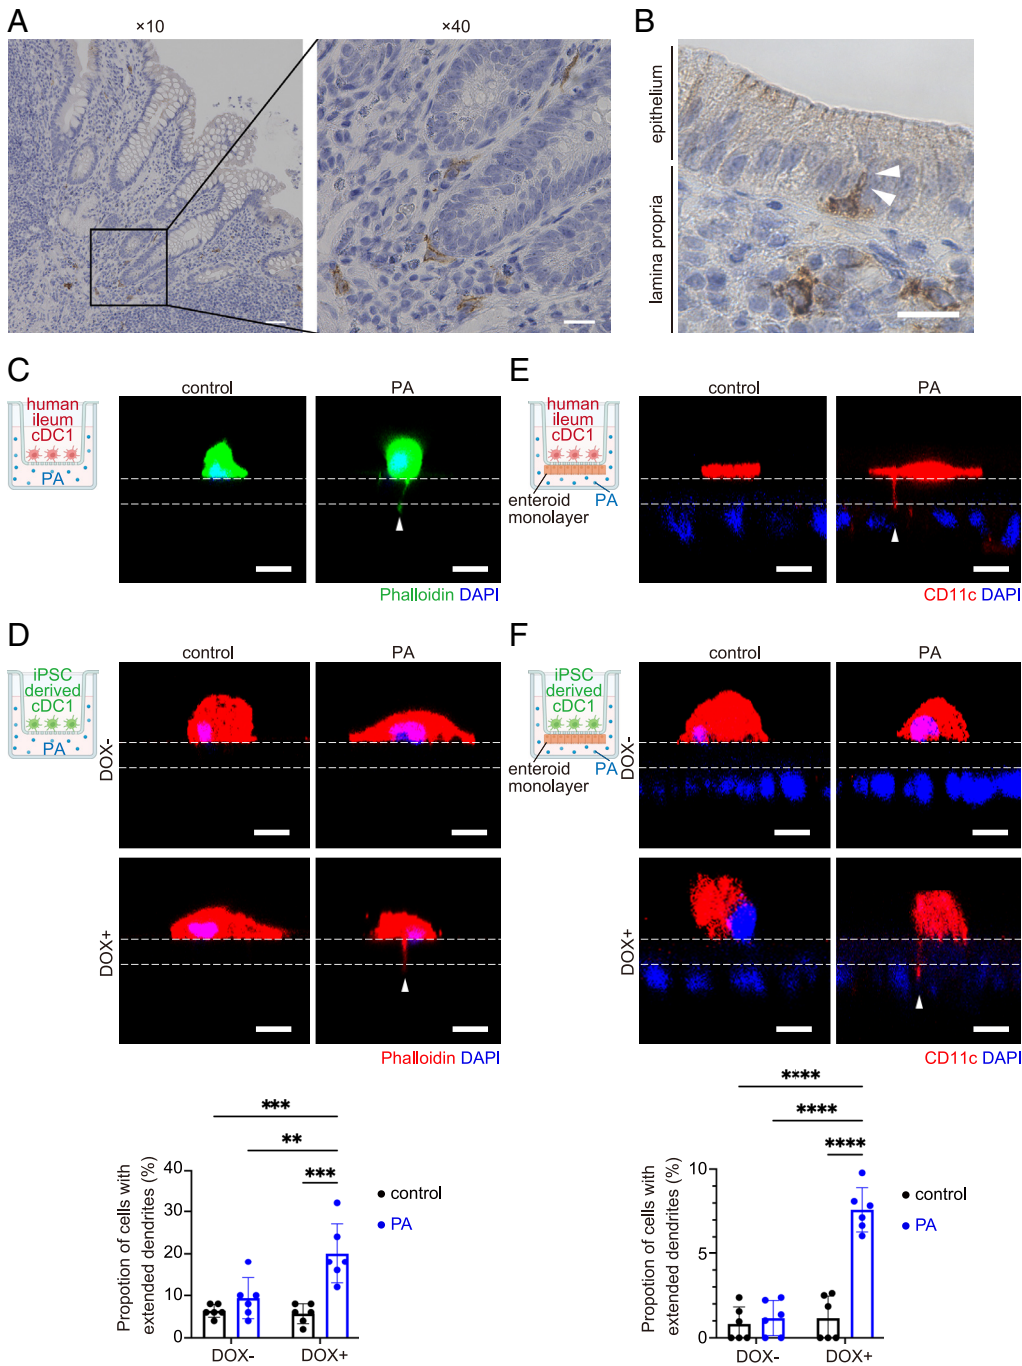 A
×10
×40
B
epithelium
lamina propria
C
human
ileum
cDC1
PA
control
PA
Phalloidin DAPI
E
human
ileum
cDC1
enteroid
monolayer
PA
control
PA
CD11c DAPI
D
iPSC
derived
cDC1
PA
control
PA
DOX-
DOX+
Phalloidin DAPI
F
iPSC
derived
cDC1
enteroid
monolayer
PA
control
PA
DOX-
DOX+
CD11c DAPI
***
**
***
Propotion of cells with
extended dendrites (%)
40
30
20
10
0
DOX-
DOX+
control
PA
****
****
****
Propotion of cells with
extended dendrites (%)
10
5
0
DOX-
DOX+
control
PA